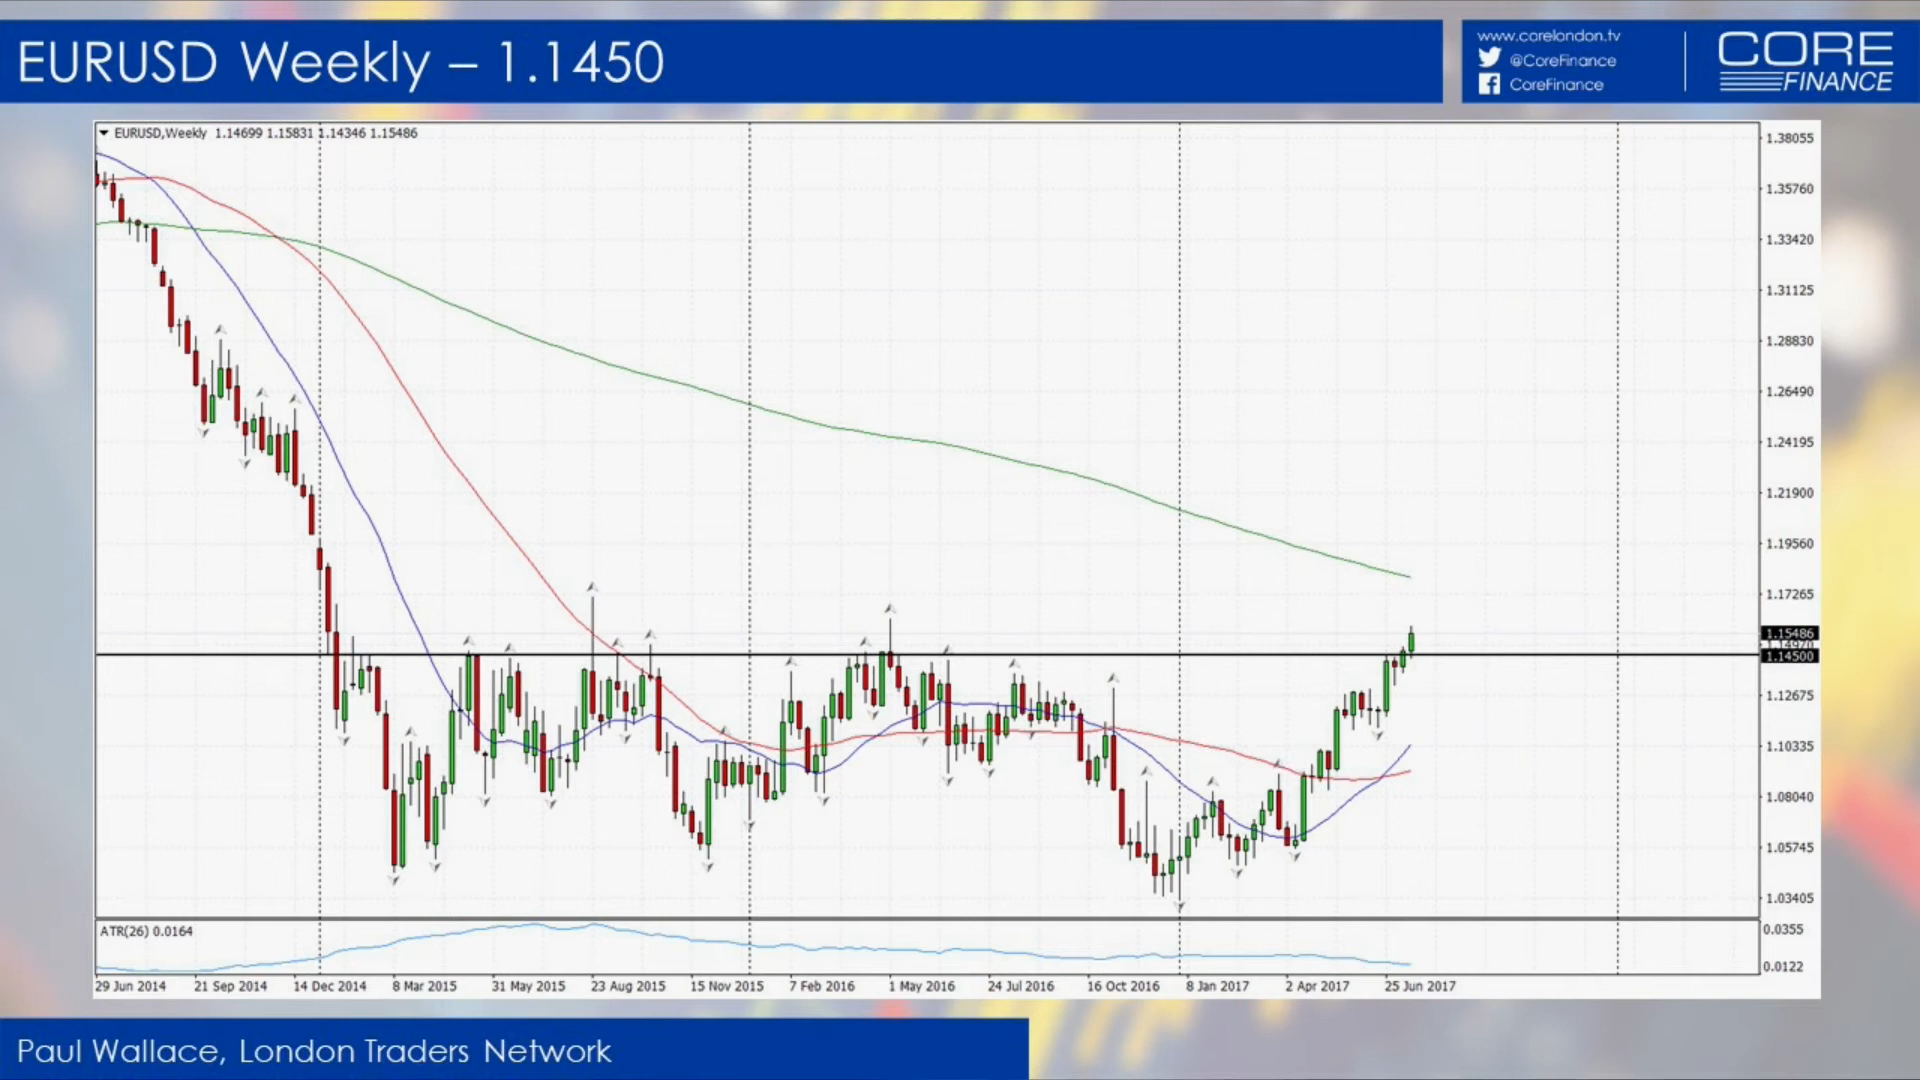 EURUSD Weekly – 1.1450
www.corelondon.tv
@CoreFinance
CoreFinance
CORE
FINANCE
EURUSD,Weekly 1.14699 1.15831 1.14346 1.15486
1.38055
1.35760
1.33420
1.31125
1.28830
1.26490
1.24195
1.21900
1.19560
1.17265
1.15486
1.14500
1.12675
1.10335
1.08040
1.05745
1.03405
ATR(26) 0.0164
0.0355
0.0122
29 Jun 2014 21 Sep 2014 14 Dec 2014 8 Mar 2015 31 May 2015 23 Aug 2015 15 Nov 2015 7 Feb 2016 1 May 2016 24 Jul 2016 16 Oct 2016 8 Jan 2017 2 Apr 2017 25 Jun 2017
Paul Wallace, London Traders Network